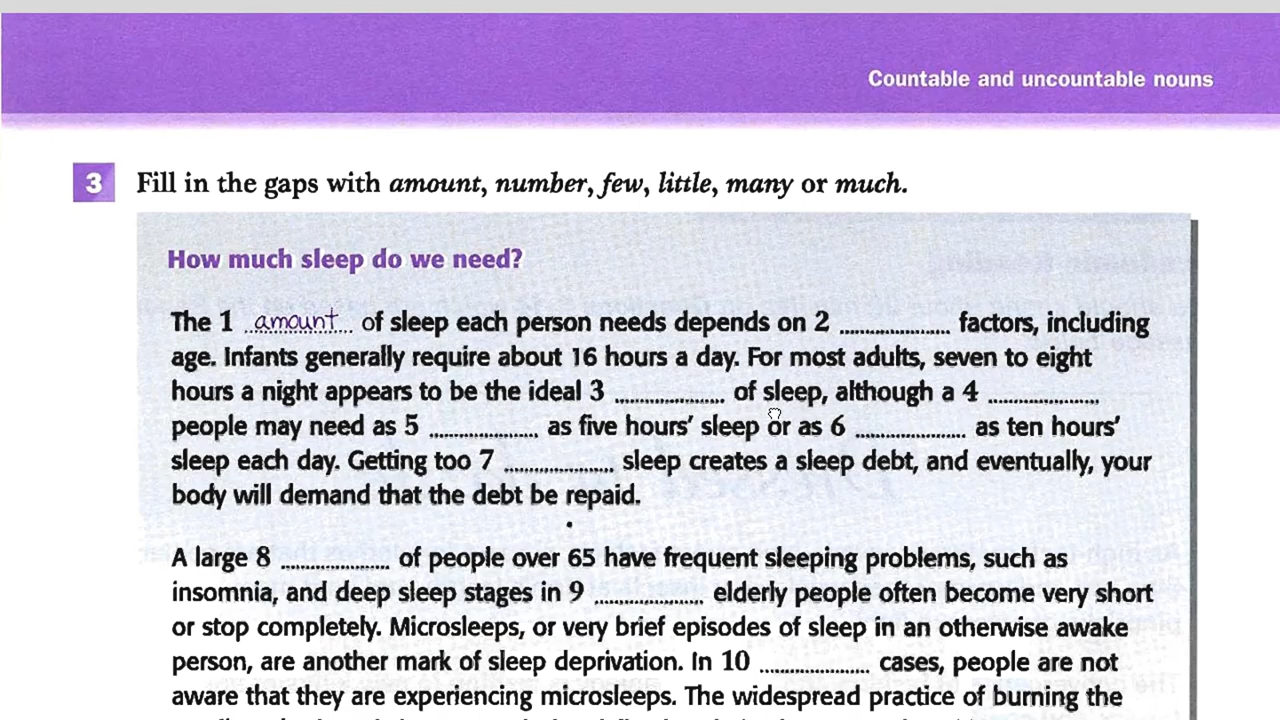 Countable and uncountable nouns
3 Fill in the gaps with amount, number, few, little, many or much.
How much sleep do we need?
The 1 amount of sleep each person needs depends on 2 .................... factors, including
age. Infants generally require about 16 hours a day. For most adults, seven to eight
hours a night appears to be the ideal 3 .................... of sleep, although a 4 ....................
people may need as 5 .................... as five hours' sleep or as 6 .................... as ten hours'
sleep each day. Getting too 7 .................... sleep creates a sleep debt, and eventually, your
body will demand that the debt be repaid.
A large 8 .................... of people over 65 have frequent sleeping problems, such as
insomnia, and deep sleep stages in 9 .................... elderly people often become very short
or stop completely. Microsleeps, or very brief episodes of sleep in an otherwise awake
person, are another mark of sleep deprivation. In 10 .................... cases, people are not
aware that they are experiencing microsleeps. The widespread practice of burning the